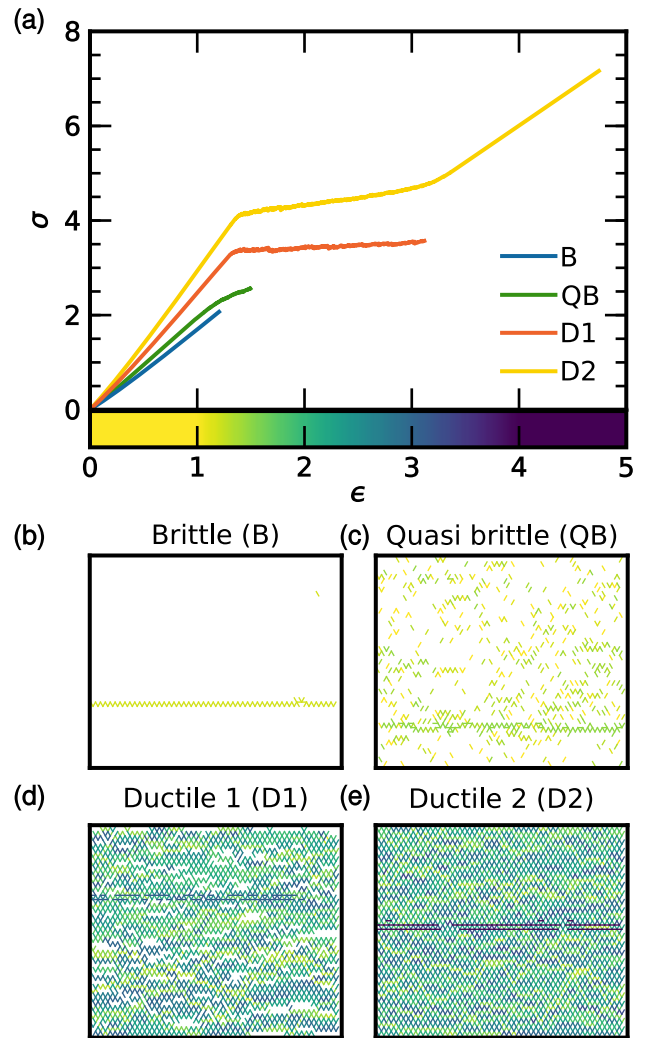 (a)
8
6
4
2
0
σ
B
QB
D1
D2
0 1 2 3 4 5
ϵ
(b) Brittle (B)
(c) Quasi brittle (QB)
(d) Ductile 1 (D1)
(e) Ductile 2 (D2)